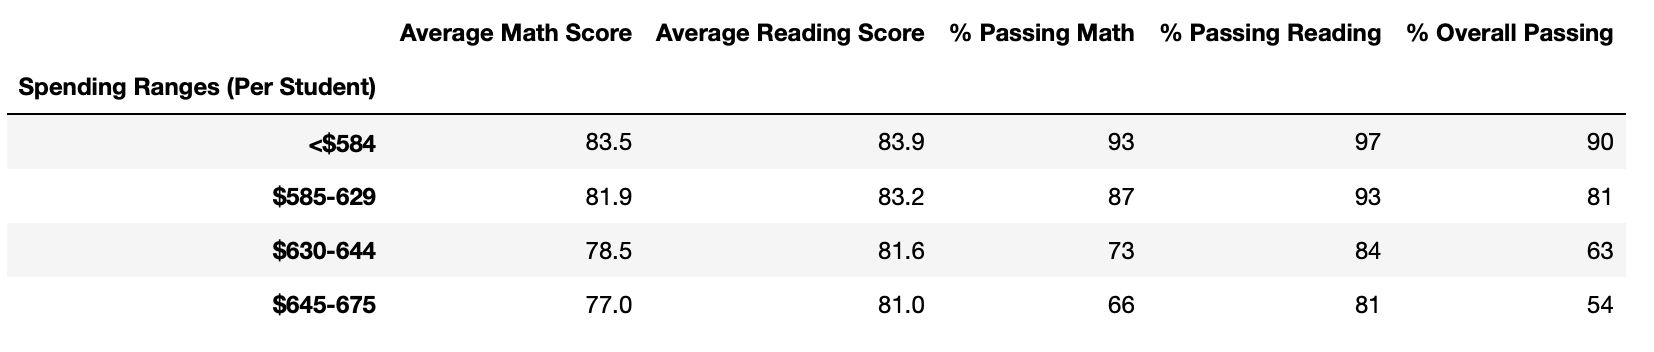 Average Math Score Average Reading Score % Passing Math % Passing Reading % Overall Passing
Spending Ranges (Per Student)
<$584 83.5 83.9 93 97 90
$585-629 81.9 83.2 87 93 81
$630-644 78.5 81.6 73 84 63
$645-675 77.0 81.0 66 81 54